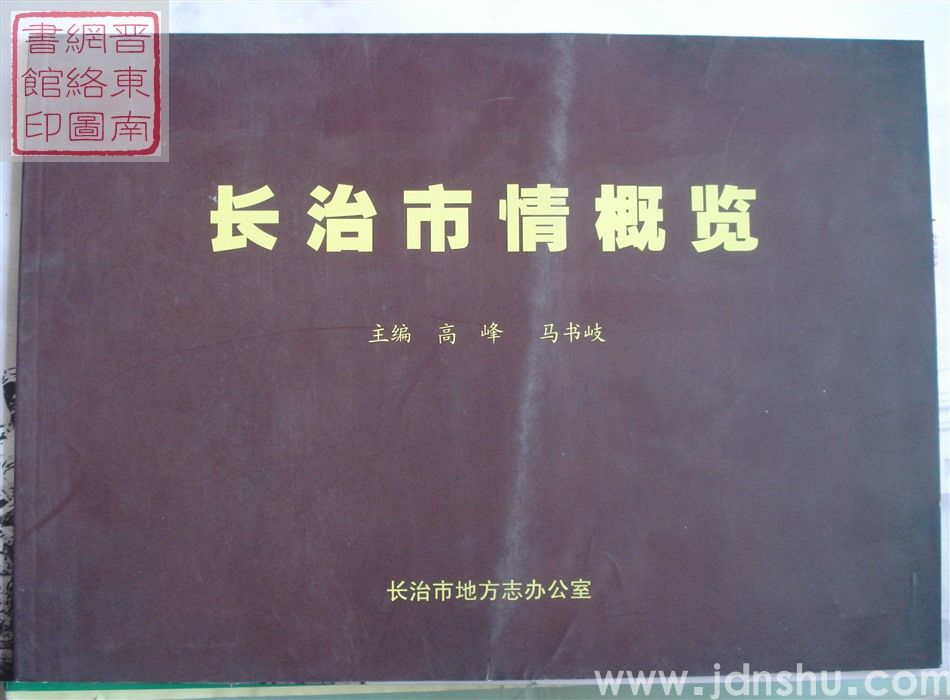 晋東南
網絡圖
書館印
长治市情概览
主编 高峰 马书岐
长治市地方志办公室
www.jdnshu.com